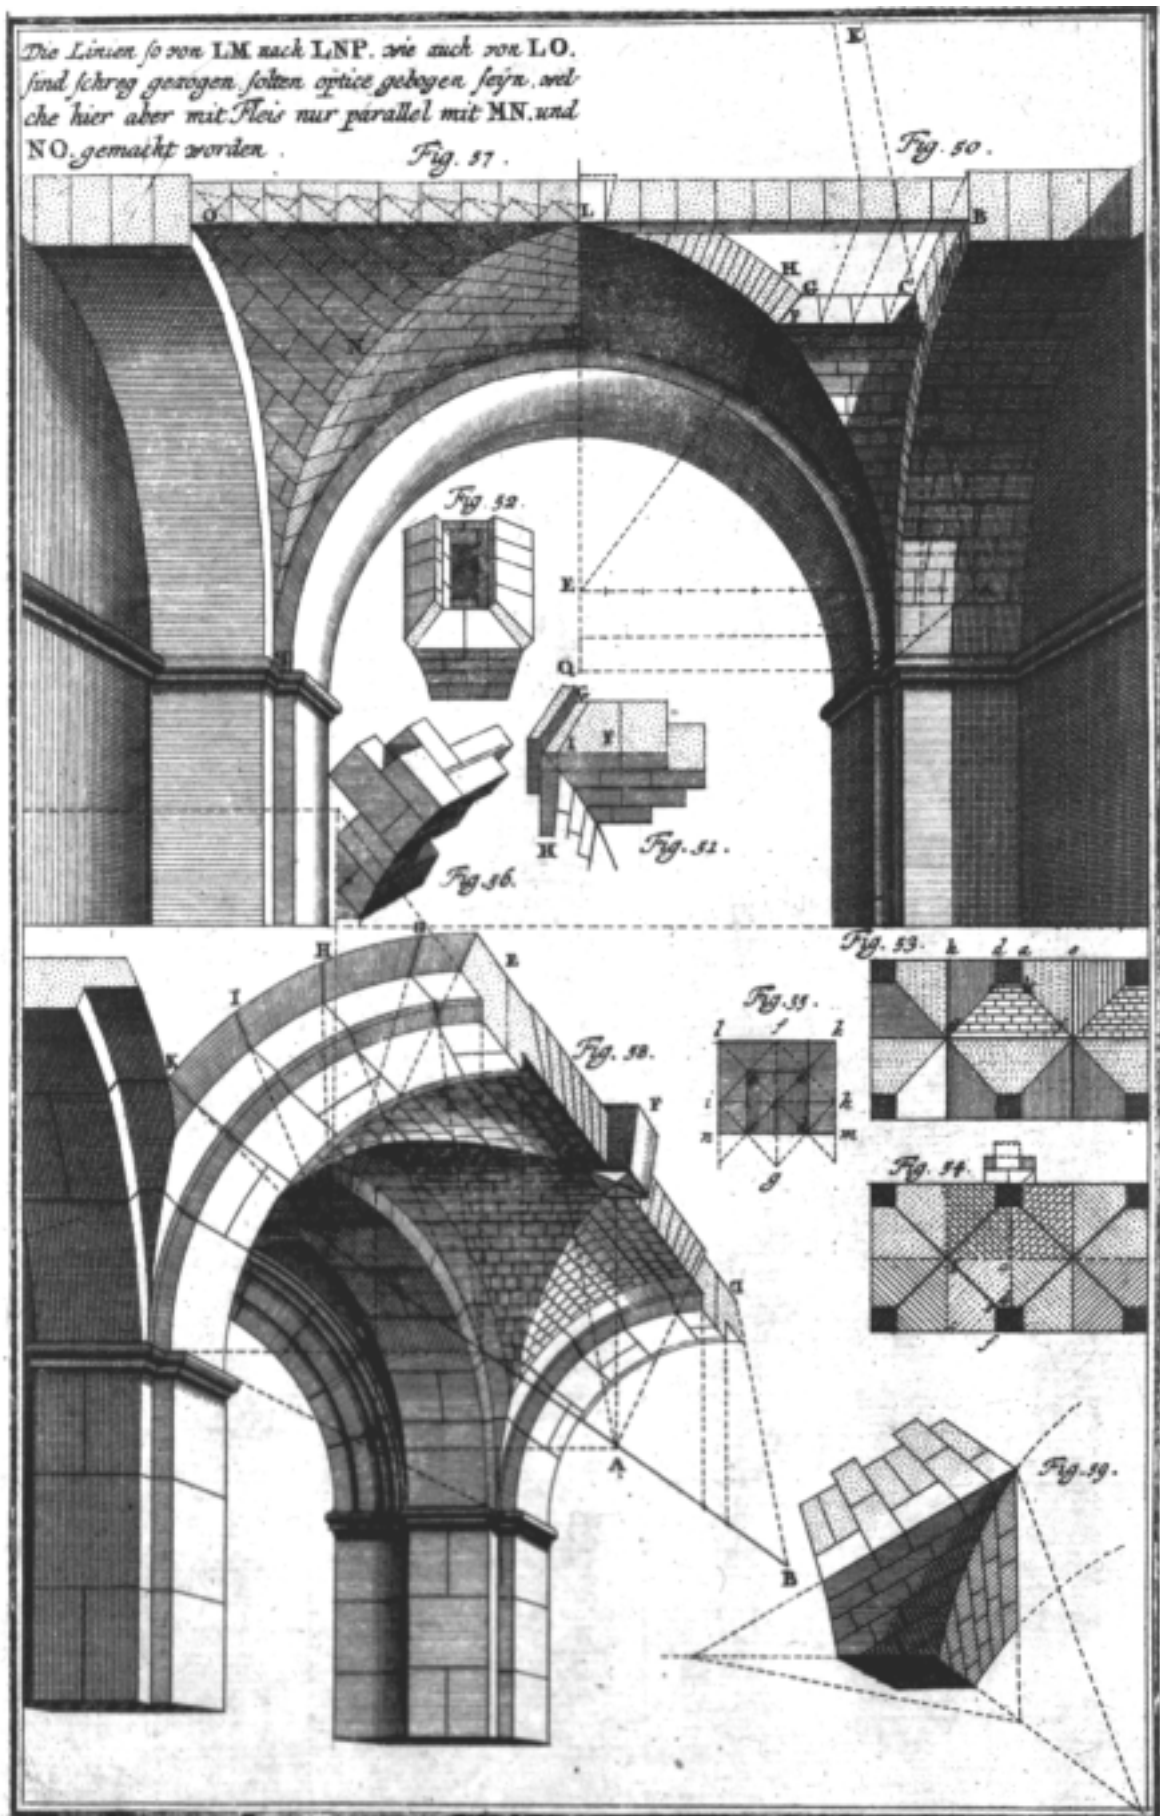 Die Linien so von LM nach LNP. wie auch von LO.
sind schreg gezogen solten optice gebogen seÿn, wel-
che hier aber mit Fleis nur parallel mit MN. und
NO. gemacht worden.
K
Fig. 57.
Fig. 50.
O
L
B
H
G
C
I
N
M
Fig. 52.
E
Q
G
I
F
H
Fig. 51.
Fig. 56.
G
H
E
I
K
Fig. 58.
F
A
B
Fig. 53.
h
d
a
e
b
Fig. 55.
l
f
l
i
k
n
m
g
Fig. 54.
Fig. 59.